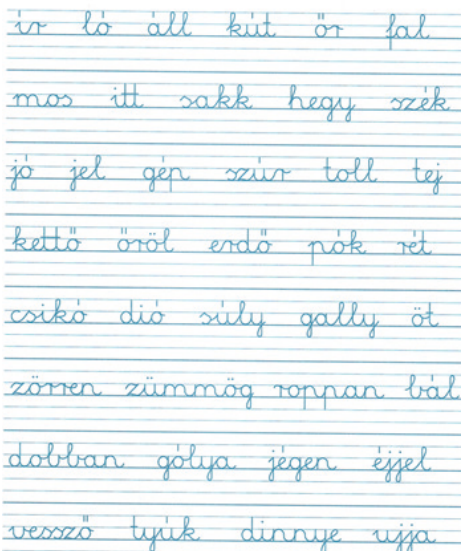 ír ló áll kút őr fal
mos itt sakk hegy szék
jó jel gép szúr toll tej
kettő őröl erdő pók rét
csikó dió súly gally öt
zörren zümmög roppan bál
dobban gólya jégen éjjel
vessző tyúk dinnye ujja